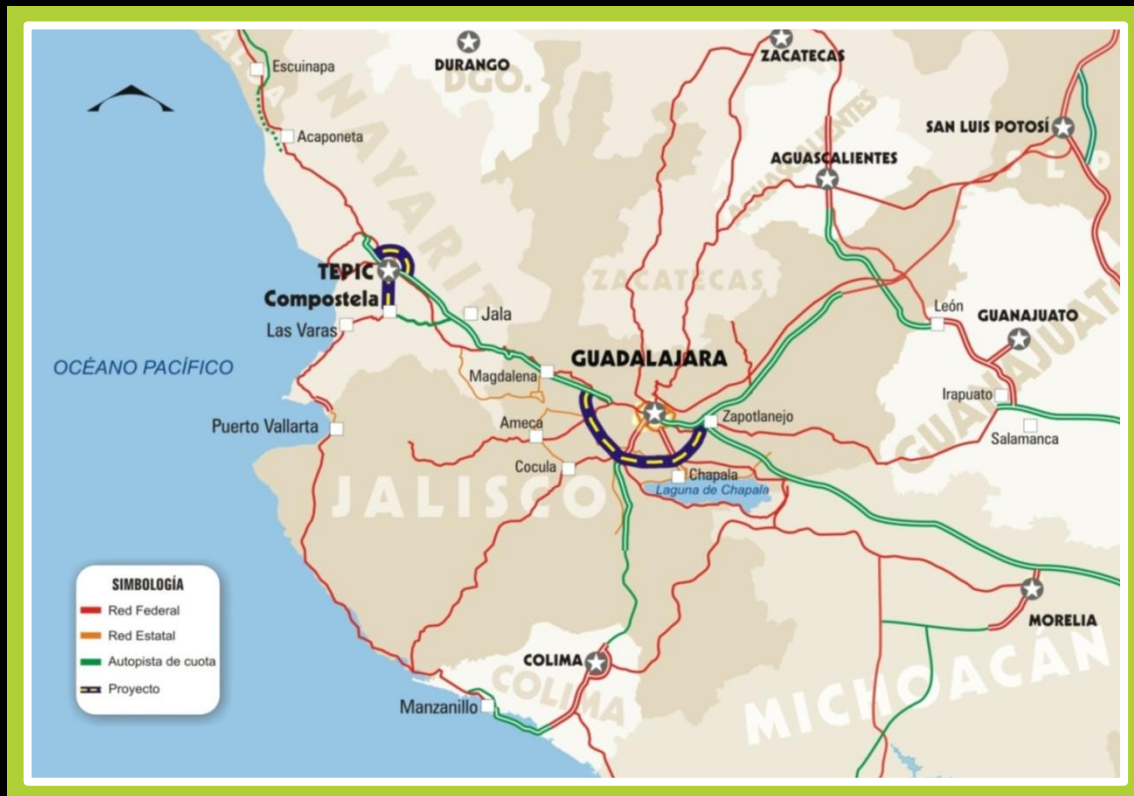 Escuinapa
DURANGO
DGO.
ZACATECAS
Acaponeta
NAYARIT
SAN LUIS POTOSÍ
AGUASCALIENTES
AGUASCALIENTES
S L P
TEPIC
Compostela
ZACATECAS
Jala
Las Varas
León
GUANAJUATO
GUANAJUATO
OCÉANO PACÍFICO
GUADALAJARA
Magdalena
Irapuato
Puerto Vallarta
Ameca
Zapotlanejo
Salamanca
Cocula
Chapala
Laguna de Chapala
JALISCO
SIMBOLOGÍA
Red Federal
Red Estatal
Autopista de cuota
Proyecto
MORELIA
COLIMA
COLIMA
MICHOACÁN
Manzanillo